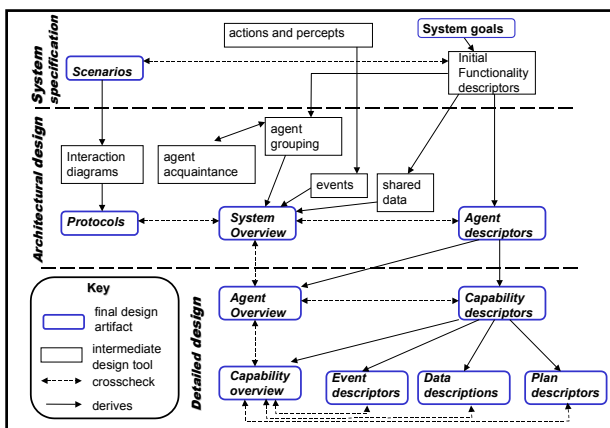 System
specification
actions and percepts
System goals
Scenarios
Initial
Functionality
descriptors
Architectural design
Interaction
diagrams
agent
acquaintance
agent
grouping
events
shared
data
Protocols
System
Overview
Agent
descriptors
Detailed design
Agent
Overview
Capability
descriptors
Capability
overview
Event
descriptors
Data
descriptions
Plan
descriptors
Key
final design
artifact
intermediate
design tool
crosscheck
derives